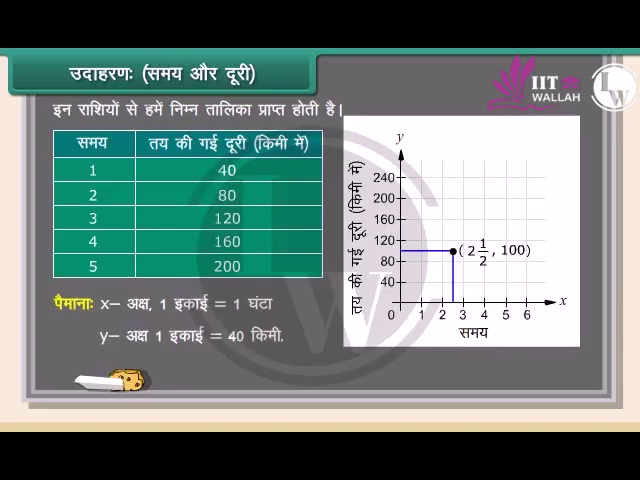 उदाहरणः (समय और दूरी)
IIT
WALLAH
LW
इन राशियों से हमें निम्न तालिका प्राप्त होती है।
समय तय की गई दूरी (किमी में)
1 40
2 80
3 120
4 160
5 200
पैमानाः x– अक्ष, 1 इकाई = 1 घंटा
y– अक्ष 1 इकाई = 40 किमी.
y
तय की गई दूरी (किमी में)
240
200
160
120
80
40
(2 1/2, 100)
0 1 2 3 4 5 6 x
समय
LW